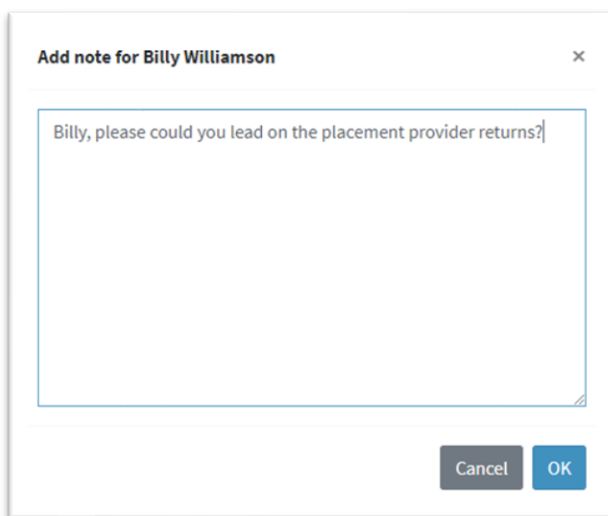 Add note for Billy Williamson ×
Billy, please could you lead on the placement provider returns?
Cancel OK